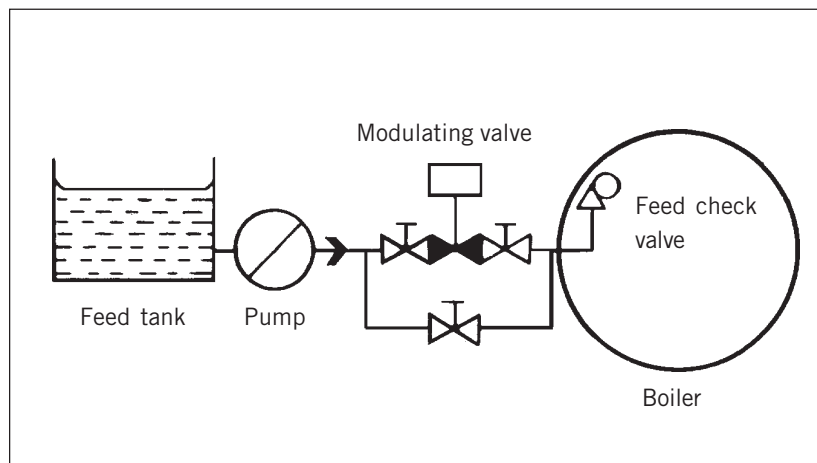 Modulating valve
Feed check
valve
Feed tank
Pump
Boiler